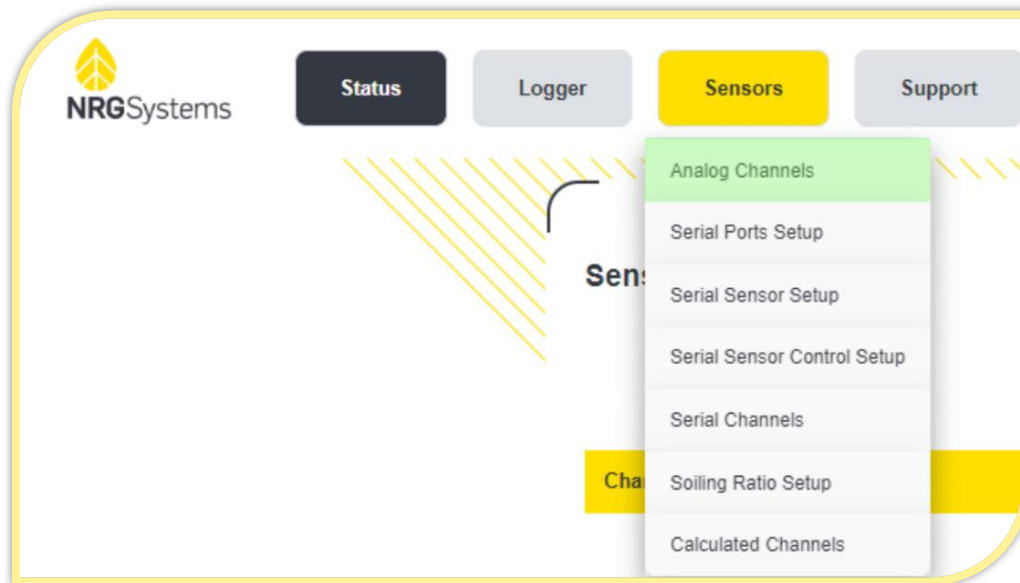 NRGSystems
Status
Logger
Sensors
Support
Analog Channels
Serial Ports Setup
Serial Sensor Setup
Serial Sensor Control Setup
Serial Channels
Soiling Ratio Setup
Calculated Channels